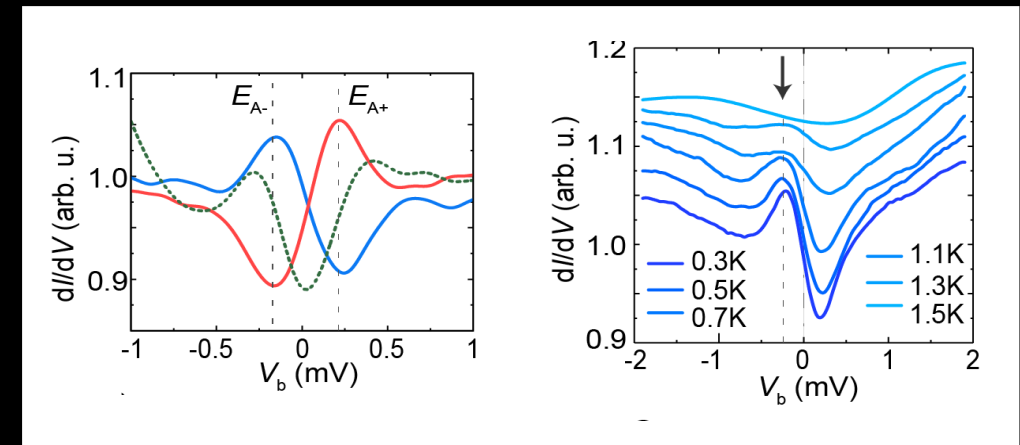 1.1
1.0
0.9
dI/dV (arb. u.)
E_A-
E_A+
-1
-0.5
0
0.5
1
V_b (mV)
1.2
1.1
1.0
0.9
dI/dV (arb. u.)
0.3K
0.5K
0.7K
1.1K
1.3K
1.5K
-2
-1
0
1
2
V_b (mV)